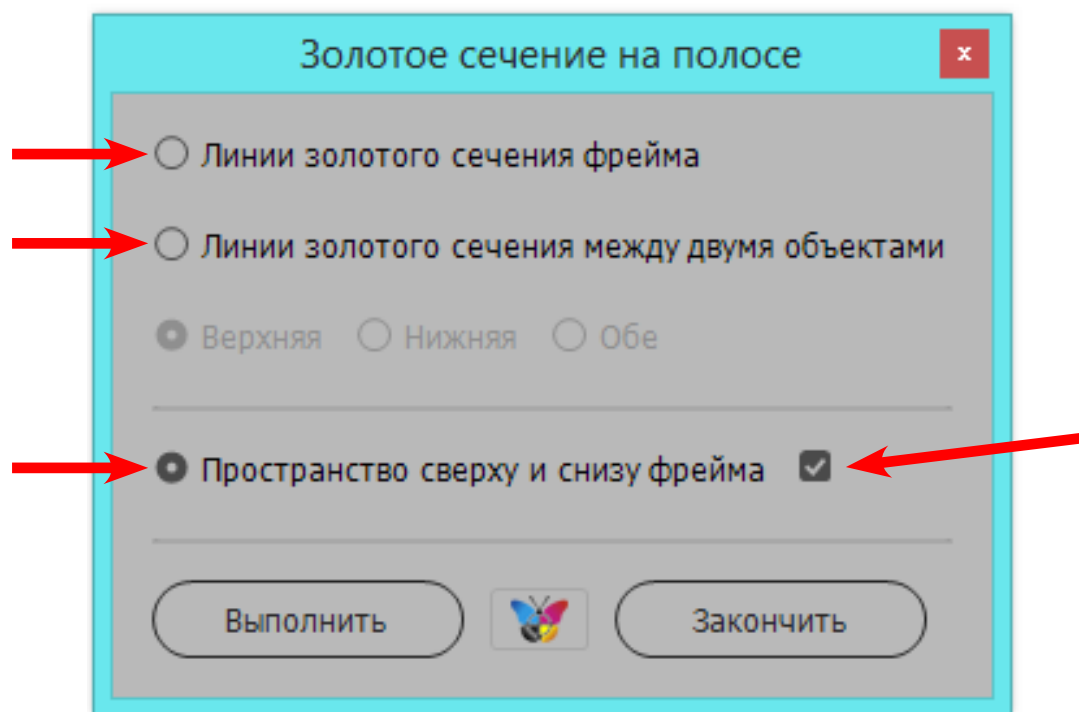 Золотое сечение на полосе
x
Линии золотого сечения фрейма
Линии золотого сечения между двумя объектами
Верхняя Нижняя Обе
Пространство сверху и снизу фрейма
Выполнить Закончить